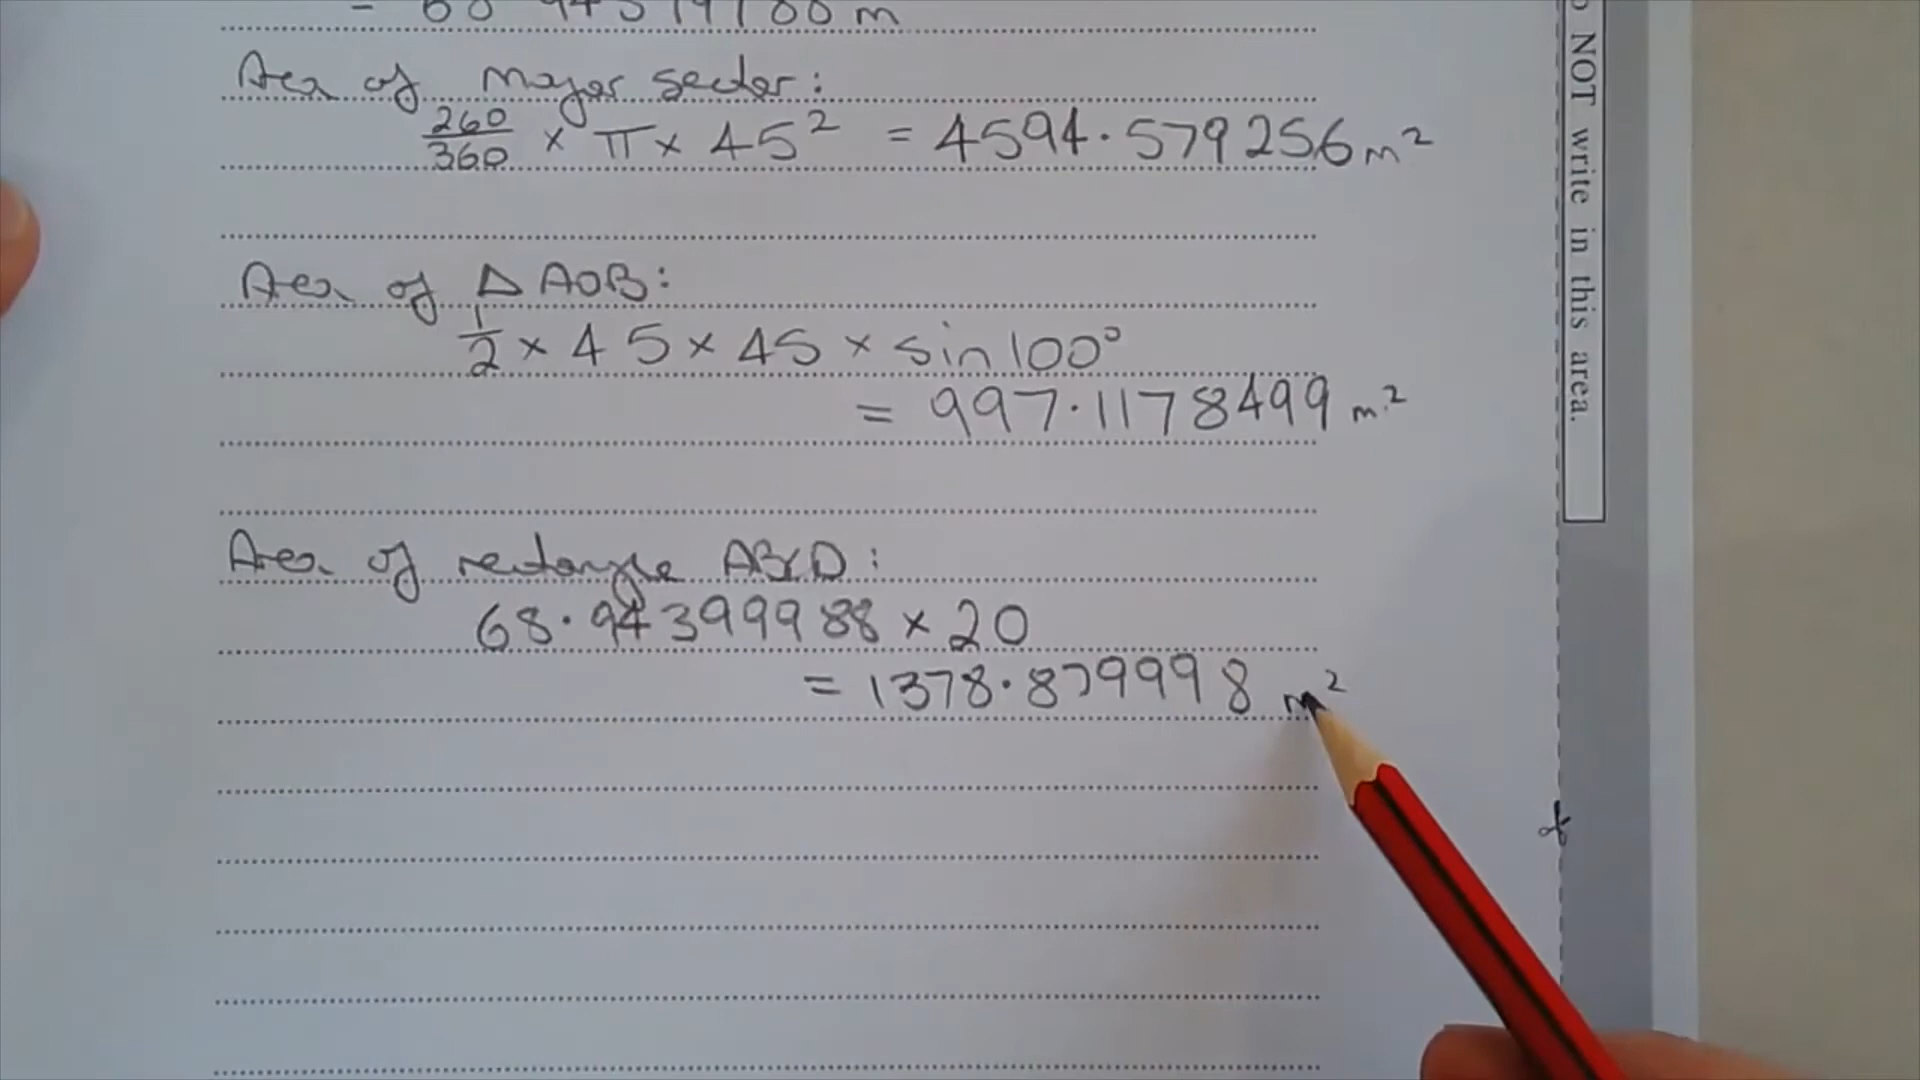 Area of major sector:
260/360 × π × 45² = 4594.579256 m²
Area of △ AOB:
1/2 × 45 × 45 × sin 100°
= 997.1178499 m²
Area of rectangle ABCD:
68.94399988 × 20
= 1378.879998 m²
NOT write in this area.